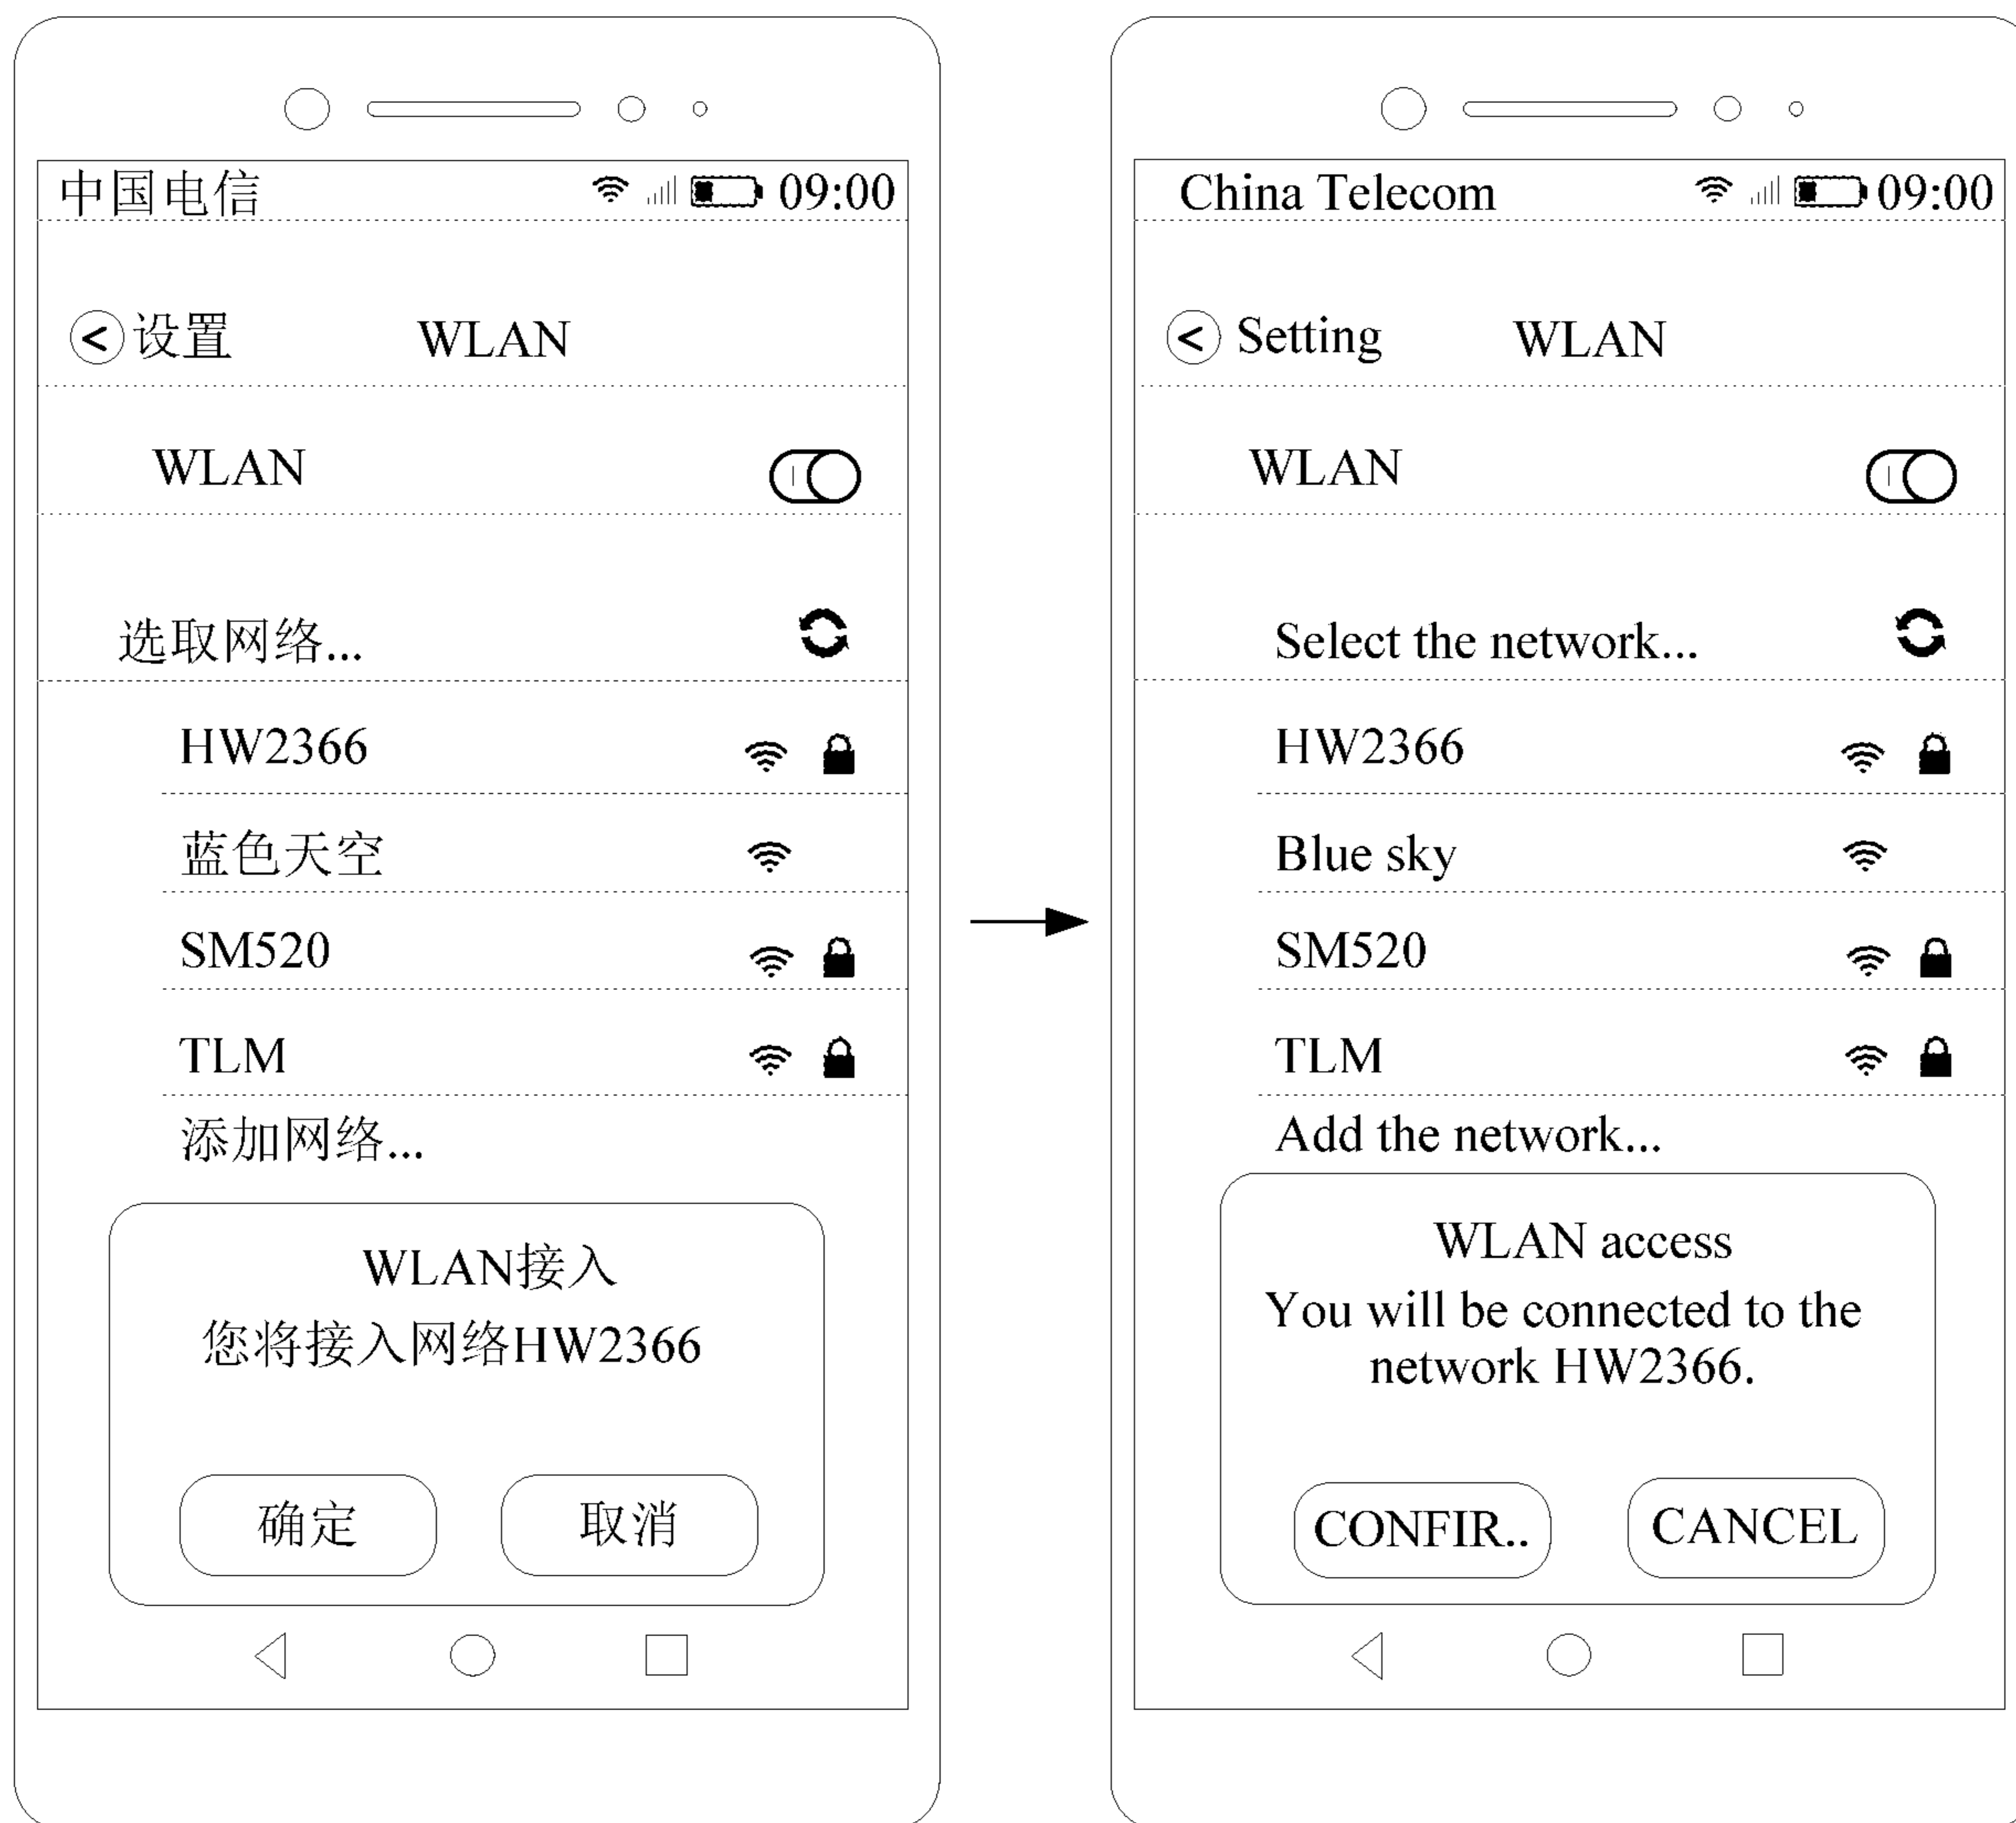 中国电信 09:00
<设置 WLAN
WLAN
选取网络...
HW2366
蓝色天空
SM520
TLM
添加网络...
WLAN接入
您将接入网络HW2366
确定 取消
China Telecom 09:00
< Setting WLAN
WLAN
Select the network...
HW2366
Blue sky
SM520
TLM
Add the network...
WLAN access
You will be connected to the
network HW2366.
CONFIR.. CANCEL